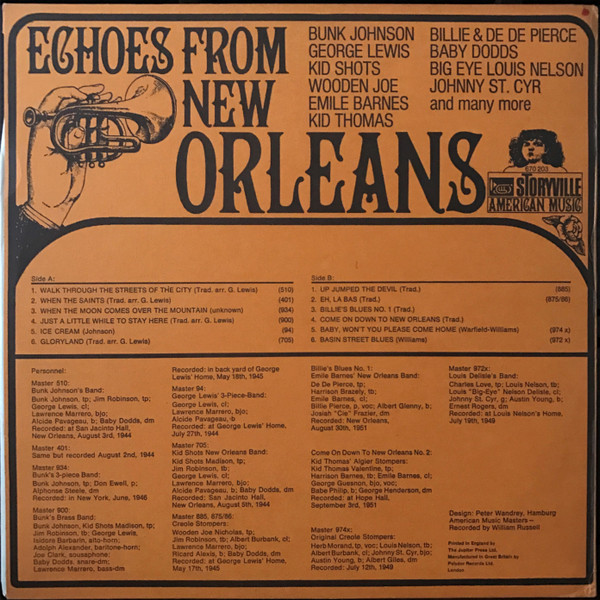 ECHOES FROM
NEW
ORLEANS
BUNK JOHNSON
GEORGE LEWIS
KID SHOTS
WOODEN JOE
EMILE BARNES
KID THOMAS
BILLIE & DE DE PIERCE
BABY DODDS
BIG EYE LOUIS NELSON
JOHNNY ST. CYR
and many more
670 203
STORYVILLE
AMERICAN MUSIC
Side A:
1. WALK THROUGH THE STREETS OF THE CITY (Trad. arr. G. Lewis) (510)
2. WHEN THE SAINTS (Trad. arr. G. Lewis) (401)
3. WHEN THE MOON COMES OVER THE MOUNTAIN (unknown) (934)
4. JUST A LITTLE WHILE TO STAY HERE (Trad. arr. G. Lewis) (900)
5. ICE CREAM (Johnson) (94)
6. GLORYLAND (Trad. arr. G. Lewis) (705)
Side B:
1. UP JUMPED THE DEVIL (Trad.) (885)
2. EH, LA BAS (Trad.) (875/86)
3. BILLIE'S BLUES NO. 1 (Trad.)
4. COME ON DOWN TO NEW ORLEANS (Trad.)
5. BABY, WON'T YOU PLEASE COME HOME (Warfield-Williams) (974 x)
6. BASIN STREET BLUES (Williams) (972 x)
Personnel:
Master 510:
Bunk Johnson's Band:
Bunk Johnson, tp; Jim Robinson, tp;
George Lewis, cl;
Lawrence Marrero, bjo;
Alcide Pavageau, b; Baby Dodds, dm
Recorded: at San Jacinto Hall,
New Orleans, August 3rd, 1944
Master 401:
Same but recorded August 2nd, 1944
Master 934:
Bunk's 3-piece Band:
Bunk Johnson, tp; Don Ewell, p;
Alphonse Steele, dm
Recorded: in New York, June, 1946
Master 900:
Bunk's Brass Band:
Bunk Johnson, Kid Shots Madison, tp;
Jim Robinson, tb; George Lewis,
Isidore Barbarin, alto-horn;
Adolph Alexander, baritone-horn;
Joe Clark, sousaphone;
Baby Dodds, snare-dm;
Lawrence Marrero, bass-dm
Recorded: in back yard of George
Lewis' Home, May 18th, 1945
Master 94:
George Lewis' 3-Piece-Band:
George Lewis, cl;
Lawrence Marrero, bjo;
Alcide Pavageau, b
Recorded: at George Lewis' Home,
July 27th, 1944
Master 705:
Kid Shots New Orleans Band:
Kid Shots Madison, tp;
Jim Robinson, tb;
George Lewis, cl;
Lawrence Marrero, bjo;
Alcide Pavageau, b; Baby Dodds, dm
Recorded: San Jacinto Hall,
New Orleans, August 5th, 1944
Master 885, 875/86:
Creole Stompers:
Wooden Joe Nicholas, tp;
Jim Robinson, tb; Albert Burbank, cl;
Lawrence Marrero, bjo;
Ricard Alexis, b; Baby Dodds, dm
Recorded: at George Lewis' Home,
May 17th, 1945
Billie's Blues No. 1:
Emile Barnes' New Orleans Band:
De De Pierce, tp;
Harrison Brazely, tb;
Emile Barnes, cl;
Billie Pierce, p, voc; Albert Glenny, b;
Josiah "Cie" Frazier, dm
Recorded: New Orleans,
August 30th, 1951
Come On Down To New Orleans No. 2:
Kid Thomas' Algier Stompers:
Kid Thomas Valentine, tp;
Harrison Barnes, tb; Emile Barnes, cl;
George Guesnon, bjo, voc;
Babe Philip, b; George Henderson, dm
Recorded: at Hope Hall,
September 3rd, 1951
Master 974x:
Original Creole Stompers:
Herb Morand, tp, voc; Louis Nelson, tb;
Albert Burbank, cl; Johnny St. Cyr, bjo;
Austin Young, b; Albert Giles, dm
Recorded: July 12th, 1949
Master 972x:
Louis Delisle's Band:
Charles Love, tp; Louis Nelson, tb;
Louis "Big-Eye" Nelson Delisle, cl;
Johnny St. Cyr, g; Austin Young, b;
Ernest Rogers, dm
Recorded: at Louis Nelson's Home,
July 19th, 1949
Design: Peter Wandrey, Hamburg
American Music Masters –
Recorded by William Russell
Printed in England by
The Jupiter Press Ltd.
Manufactured in Great Britain by
Polydor Records Ltd.
London.